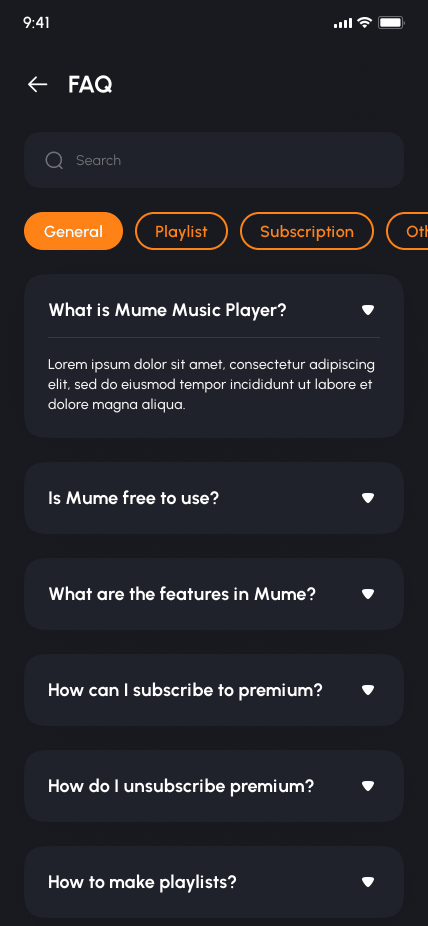 9:41
FAQ
Search
General Playlist Subscription
What is Mume Music Player?
Lorem ipsum dolor sit amet, consectetur adipiscing
elit, sed do eiusmod tempor incididunt ut labore et
dolore magna aliqua.
Is Mume free to use?
What are the features in Mume?
How can I subscribe to premium?
How do I unsubscribe premium?
How to make playlists?